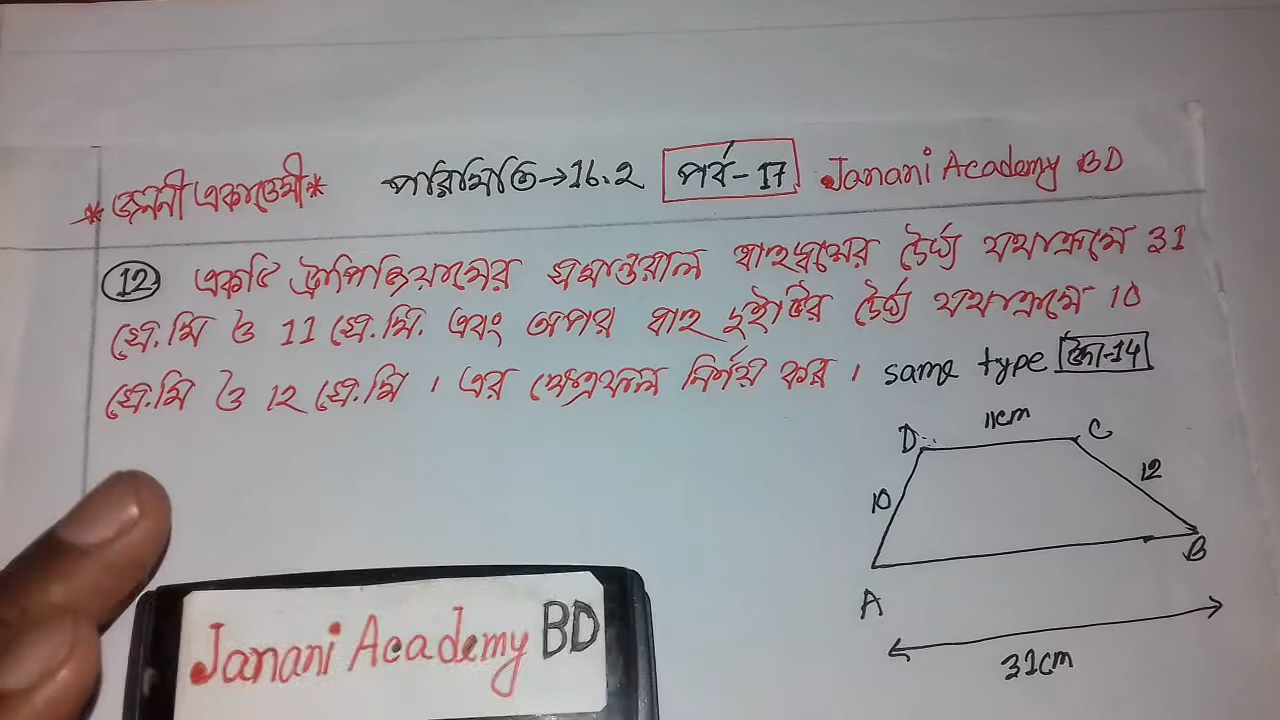 *জননী একাডেমী* পরিমিতি→16.2 পর্ব-17 Janani Academy BD
12 একটি ট্রাপিজিয়ামের সমান্তরাল বাহুদ্বয়ের দৈর্ঘ্য যথাক্রমে 31
সে.মি ও 11 সে.মি. এবং অপর বাহু দুইটির দৈর্ঘ্য যথাক্রমে 10
সে.মি ও 12 সে.মি । এর ক্ষেত্রফল নির্ণয় কর । same type
11cm
D C
10 12
B
A
31cm
Janani Academy BD